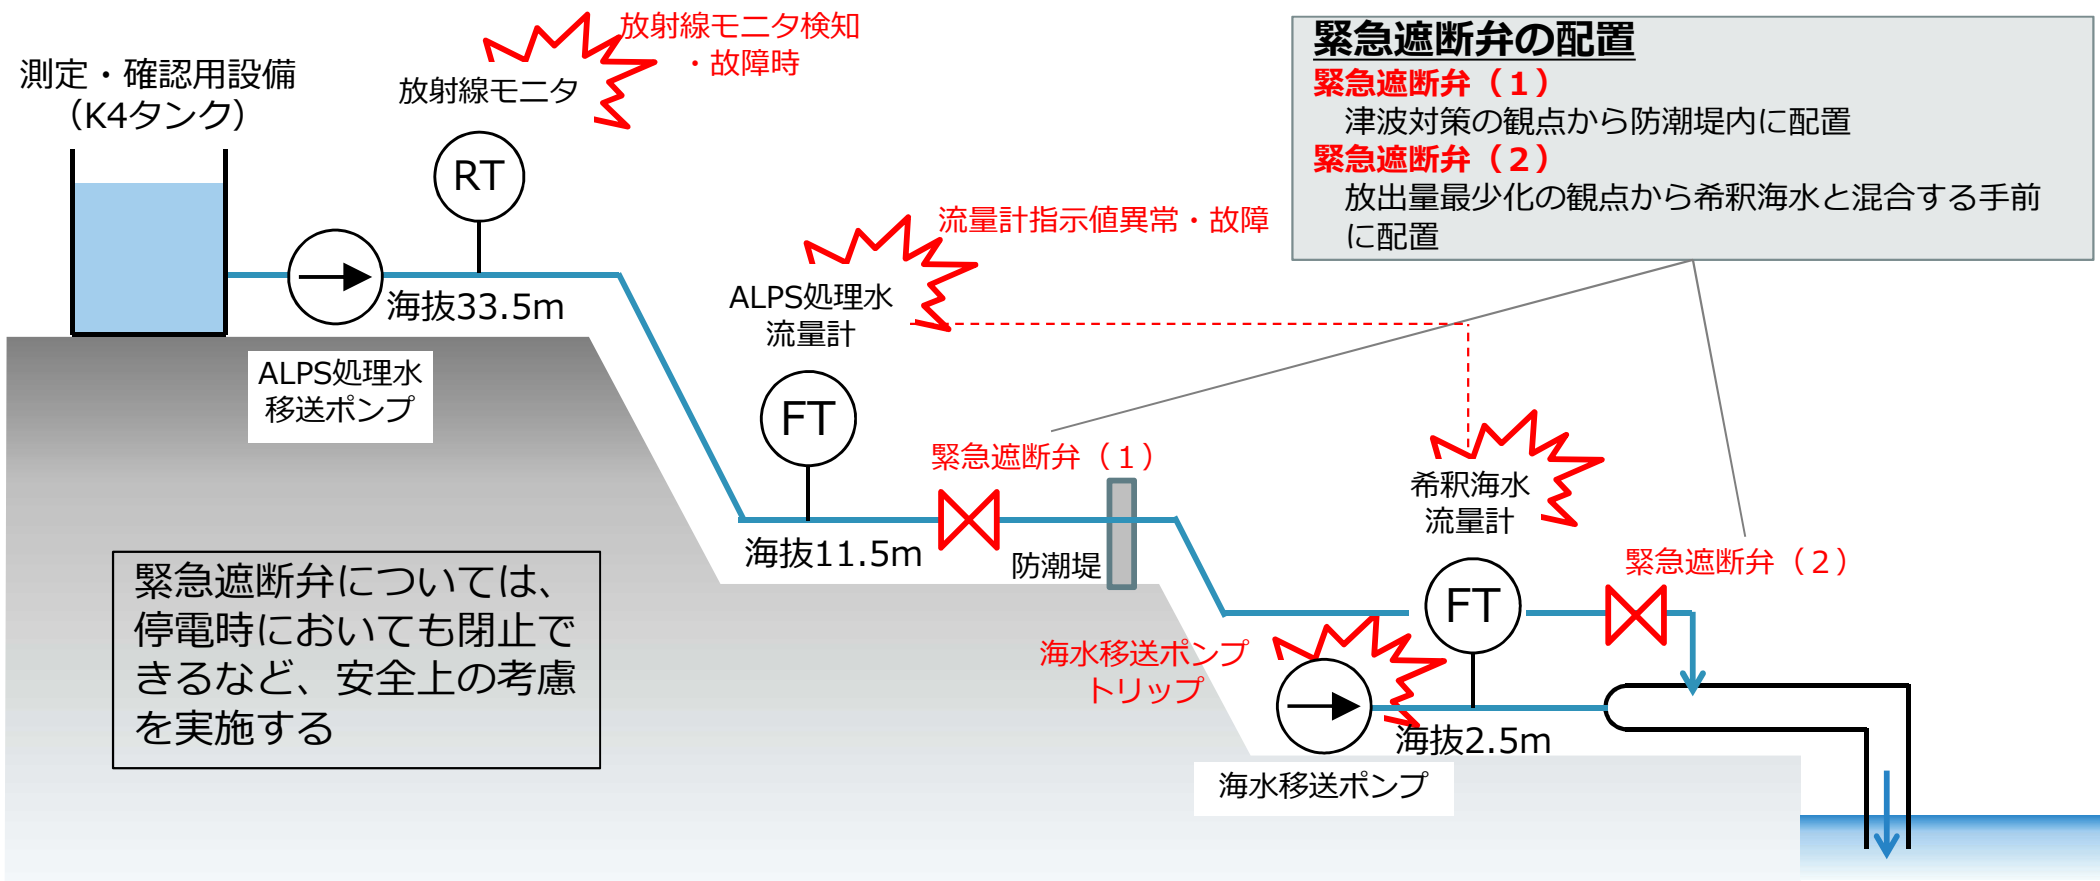 放射線モニタ検知
・故障時
測定・確認用設備
（K4タンク）
放射線モニタ
RT
海抜33.5m
ALPS処理水
移送ポンプ
緊急遮断弁の配置
緊急遮断弁（１）
津波対策の観点から防潮堤内に配置
緊急遮断弁（２）
放出量最少化の観点から希釈海水と混合する手前
に配置
流量計指示値異常・故障
ALPS処理水
流量計
FT
海抜11.5m
緊急遮断弁（１）
防潮堤
希釈海水
流量計
FT
緊急遮断弁（２）
海水移送ポンプ
トリップ
海抜2.5m
海水移送ポンプ
緊急遮断弁については、
停電時においても閉止で
きるなど、安全上の考慮
を実施する